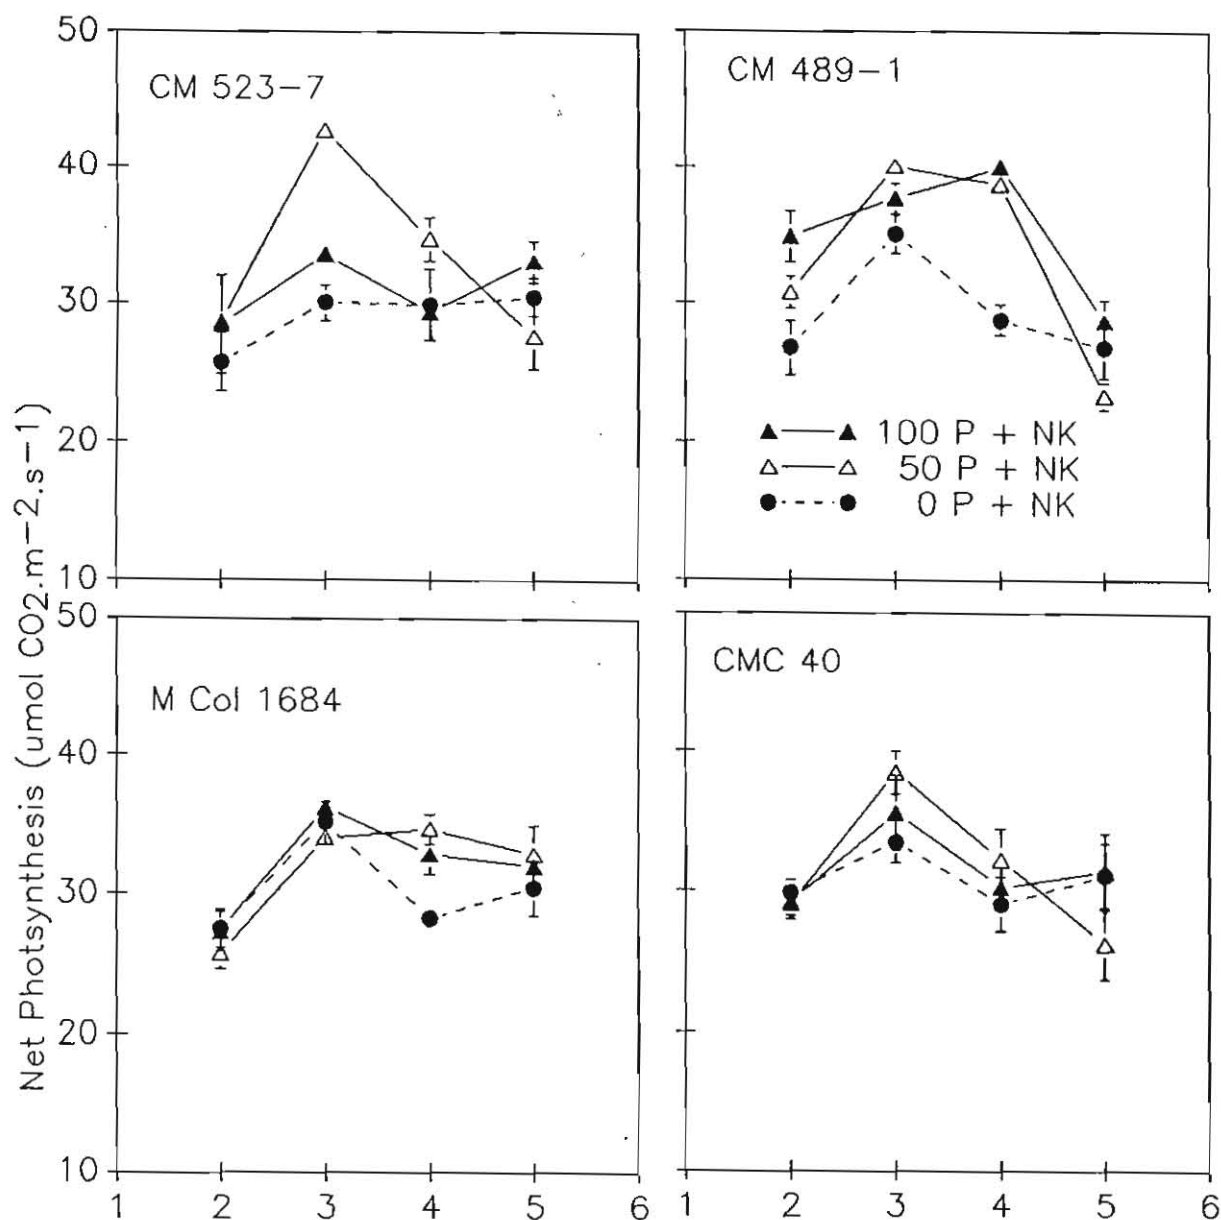 Net Photsynthesis (umol CO2.m-2.s-1)
50
40
30
20
10
CM 523-7
CM 489-1
100 P + NK
50 P + NK
0 P + NK
50
40
30
20
10
M Col 1684
CMC 40
1 2 3 4 5 6
1 2 3 4 5 6